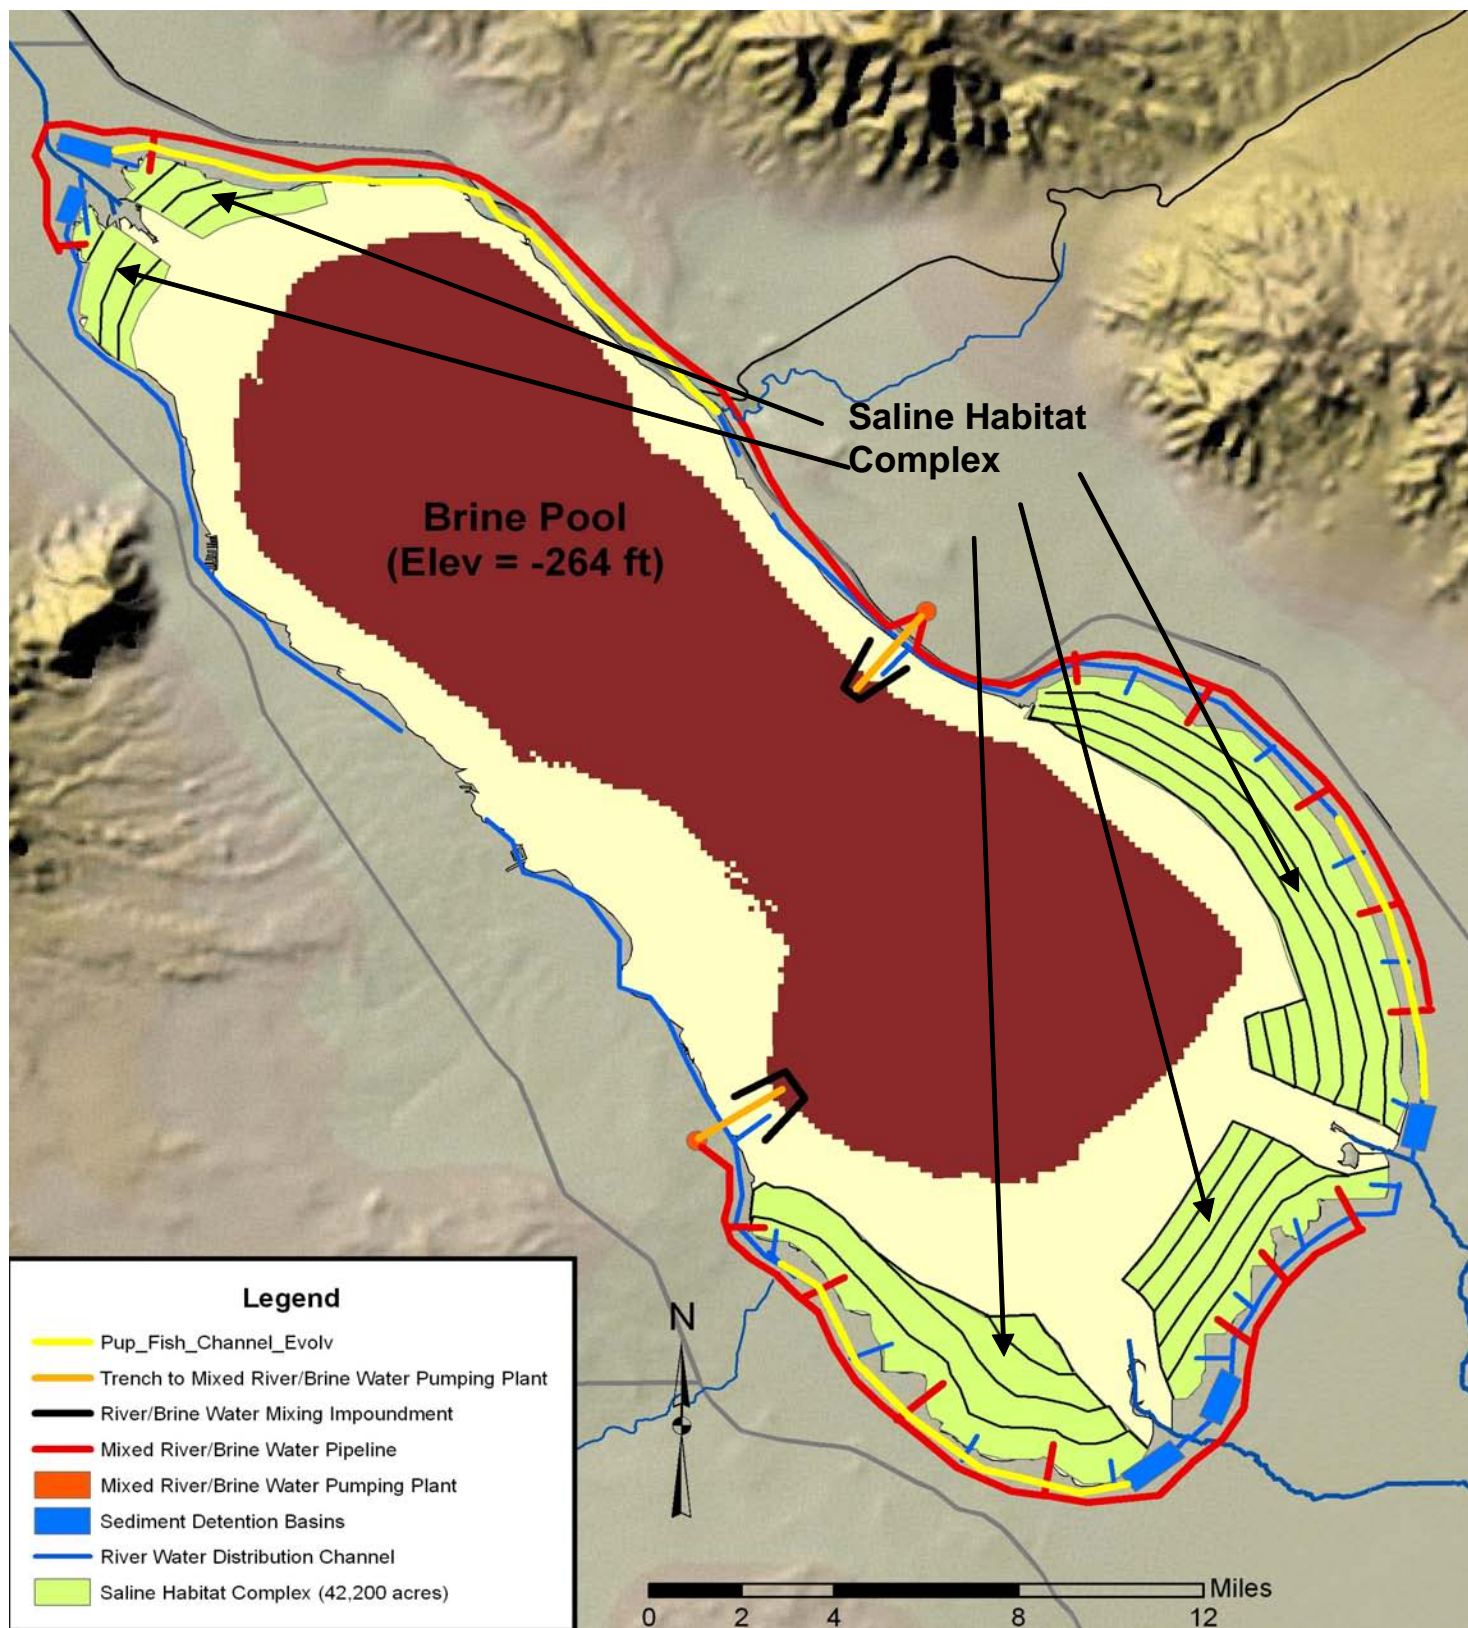 Saline Habitat
Complex
Brine Pool
(Elev = -264 ft)
N
Legend
Pup_Fish_Channel_Evolv
Trench to Mixed River/Brine Water Pumping Plant
River/Brine Water Mixing Impoundment
Mixed River/Brine Water Pipeline
Mixed River/Brine Water Pumping Plant
Sediment Detention Basins
River Water Distribution Channel
Saline Habitat Complex (42,200 acres)
Miles
0 2 4 8 12